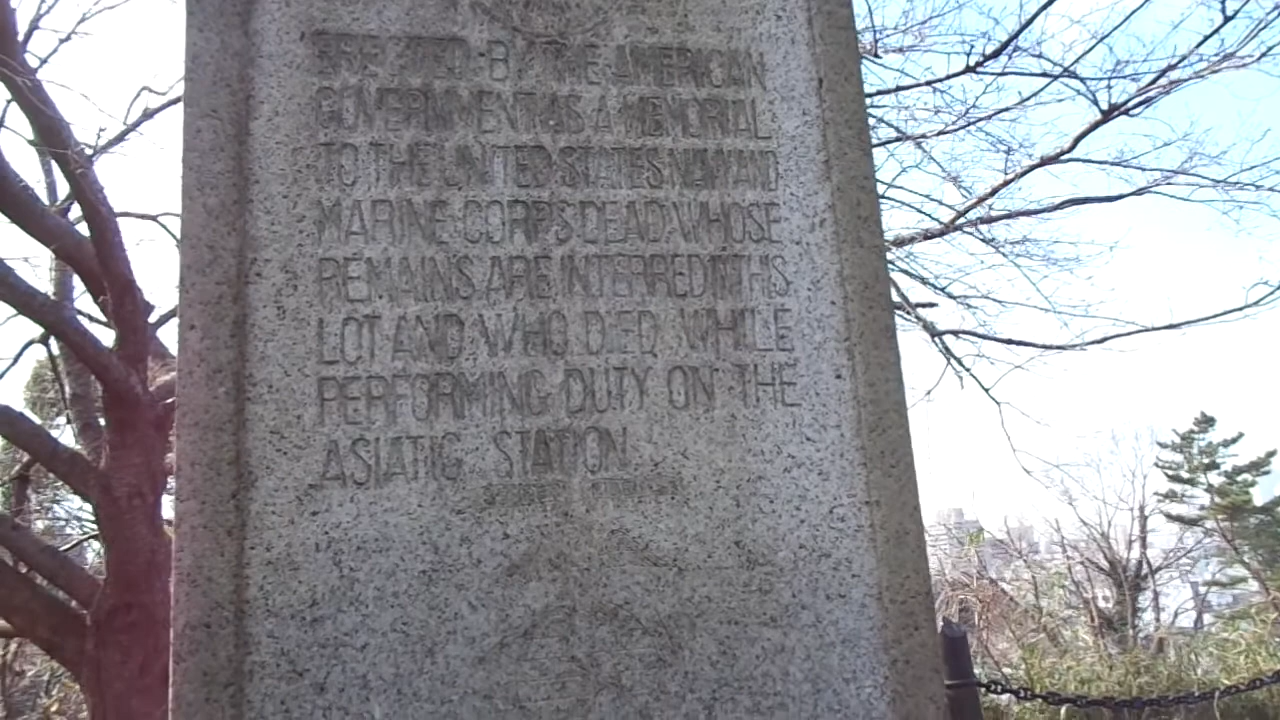 ERECTED BY THE AMERICAN
GOVERNMENT AS A MEMORIAL
TO THE UNITED STATES NAVY AND
MARINE CORPS DEAD WHOSE
REMAINS ARE INTERRED IN THIS
LOT AND WHO DIED WHILE
PERFORMING DUTY ON THE
ASIATIC STATION